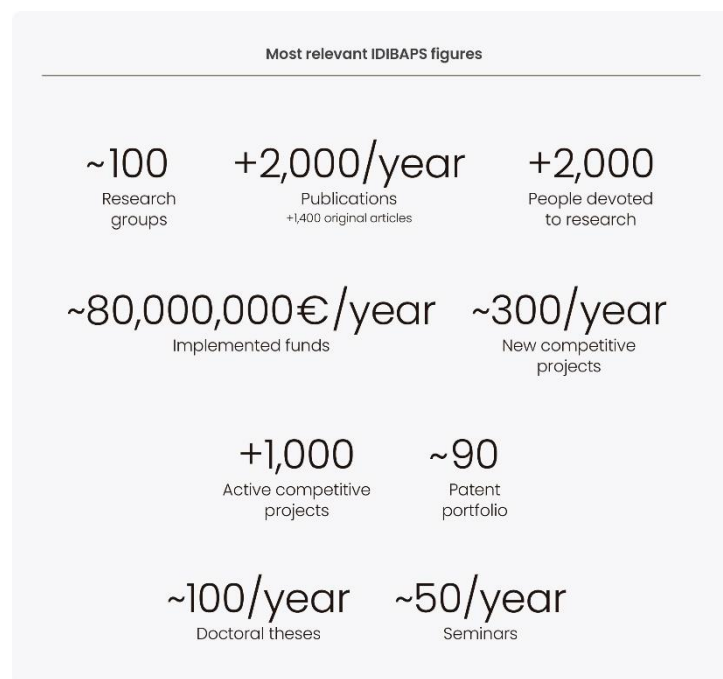 Most relevant IDIBAPS figures
~100
Research
groups
+2,000/year
Publications
+1,400 original articles
+2,000
People devoted
to research
~80,000,000€/year
Implemented funds
~300/year
New competitive
projects
+1,000
Active competitive
projects
~90
Patent
portfolio
~100/year
Doctoral theses
~50/year
Seminars